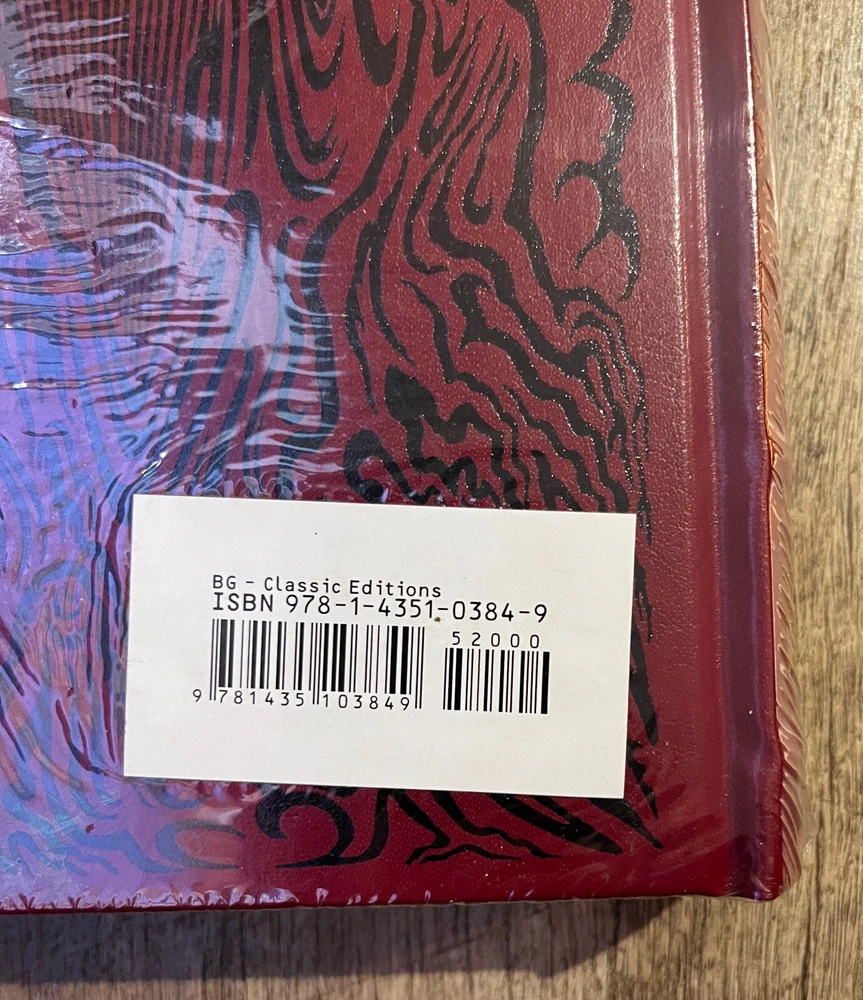 BG - Classic Editions
ISBN 978-1-4351-0384-9
52000
9 781435 103849